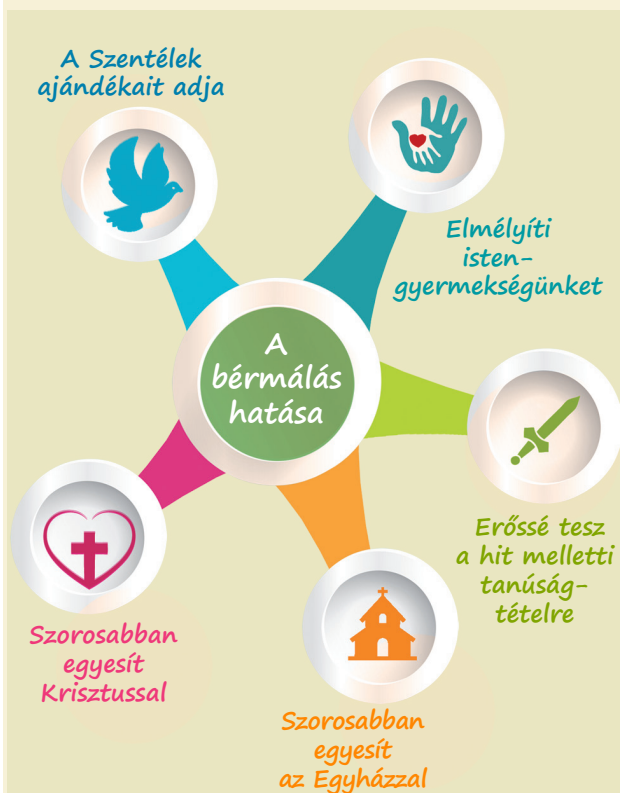 A Szentélek
ajándékait adja
Elmélyíti
isten-
gyermekségünket
A
bérmálás
hatása
Erőssé tesz
a hit melletti
tanúság-
tételre
Szorosabban
egyesít
Krisztussal
Szorosabban
egyesít
az Egyházzal